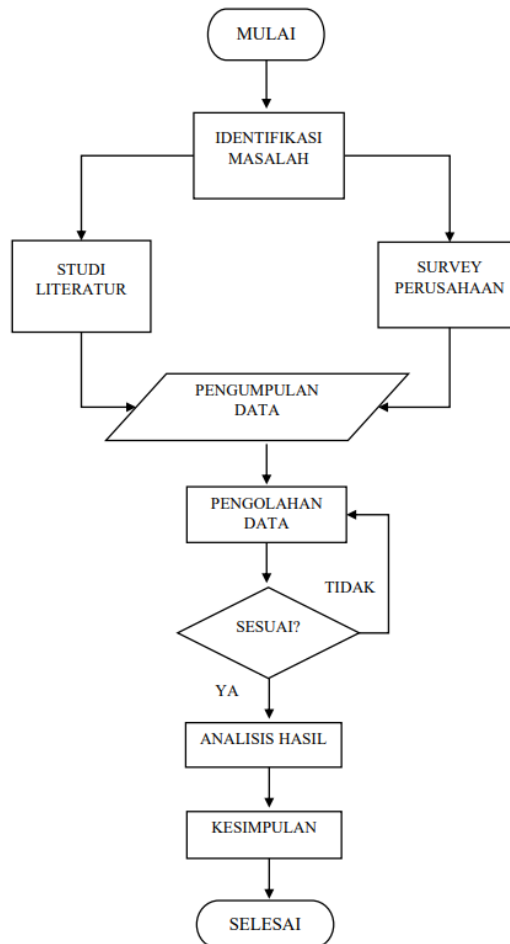 MULAI
IDENTIFIKASI
MASALAH
STUDI
LITERATUR
SURVEY
PERUSAHAAN
PENGUMPULAN
DATA
PENGOLAHAN
DATA
TIDAK
SESUAI?
YA
ANALISIS HASIL
KESIMPULAN
SELESAI